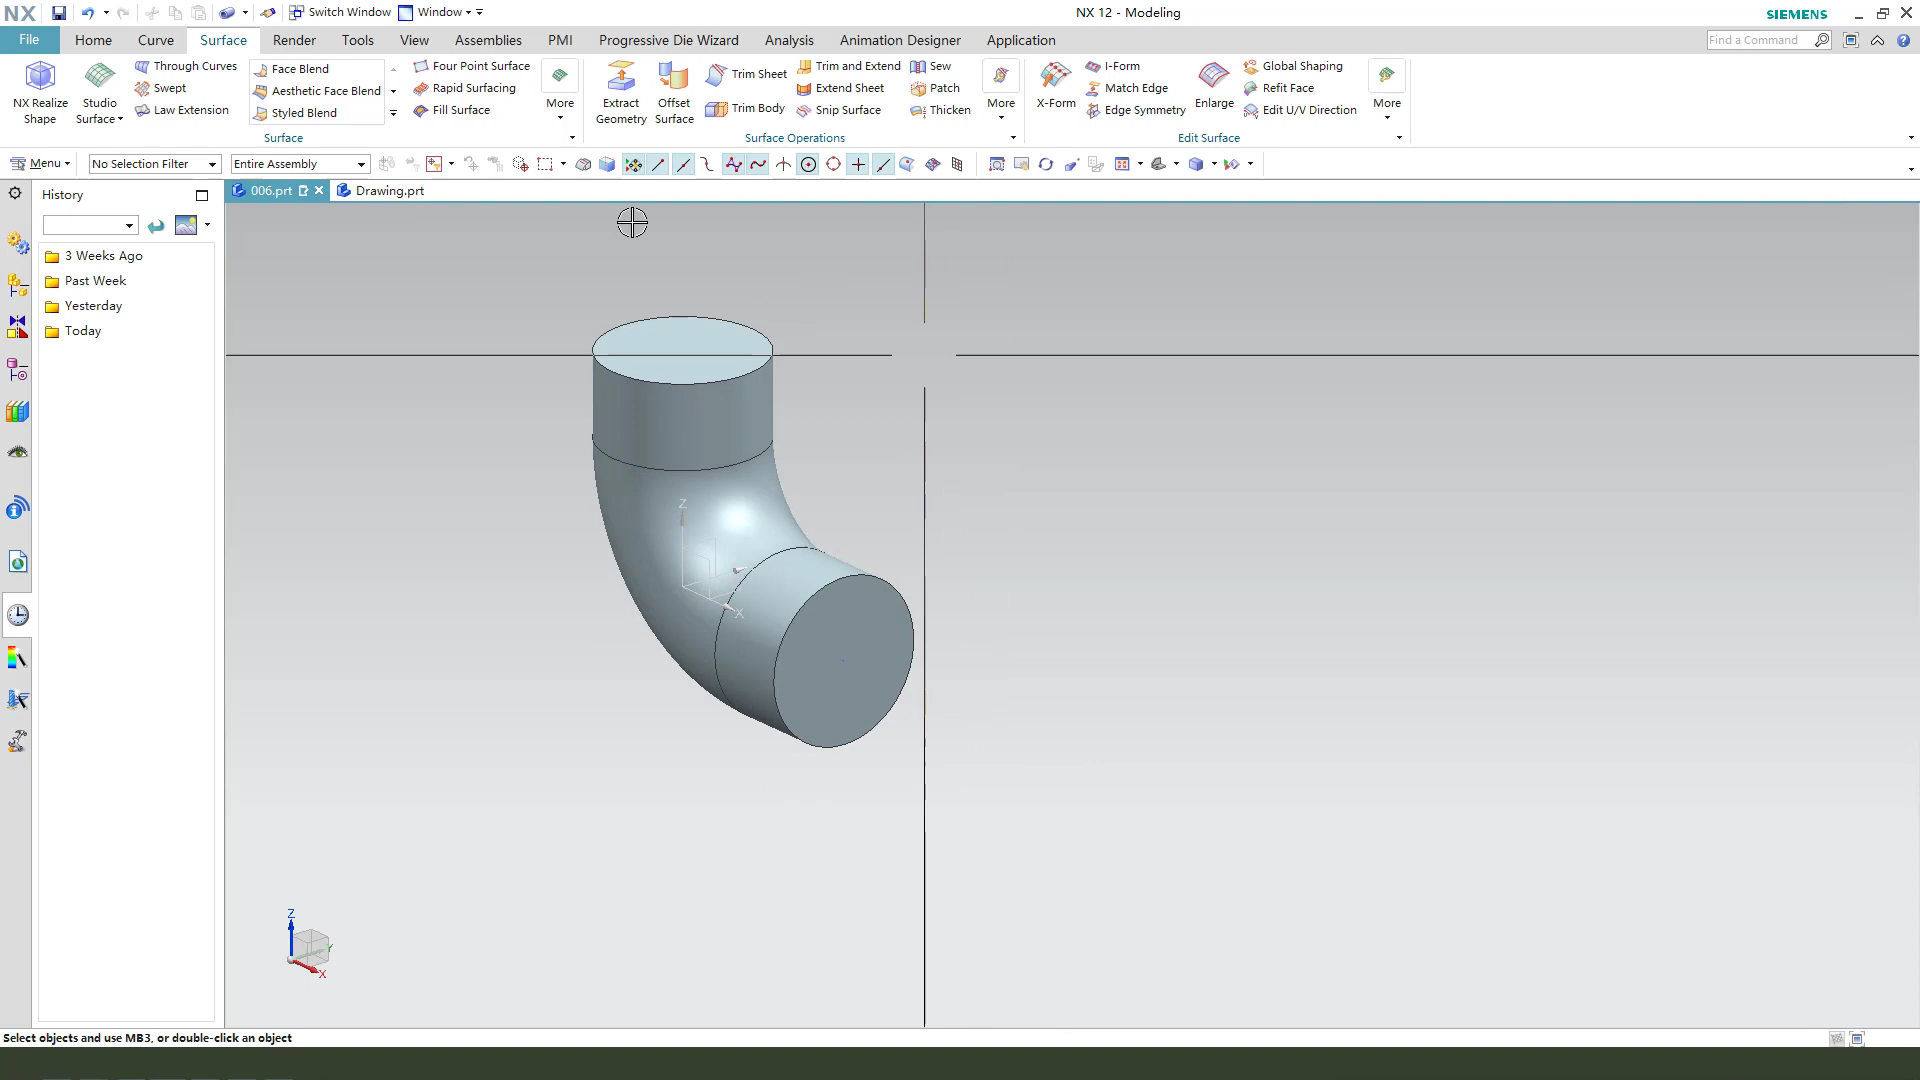 NX Switch Window Window NX 12 - Modeling SIEMENS
File Home Curve Surface Render Tools View Assemblies PMI Progressive Die Wizard Analysis Animation Designer Application Find a Command
NX Realize Shape
Studio Surface
Through Curves
Swept
Law Extension
Face Blend
Aesthetic Face Blend
Styled Blend
Four Point Surface
Rapid Surfacing
Fill Surface
More
Surface
Extract Geometry
Offset Surface
Trim Sheet
Trim Body
Trim and Extend
Extend Sheet
Snip Surface
Sew
Patch
Thicken
More
Surface Operations
X-Form
I-Form
Match Edge
Edge Symmetry
Enlarge
Global Shaping
Refit Face
Edit U/V Direction
More
Edit Surface
Menu No Selection Filter Entire Assembly
History
006.prt Drawing.prt
3 Weeks Ago
Past Week
Yesterday
Today
Z
X
Z
Y
X
Select objects and use MB3, or double-click an object